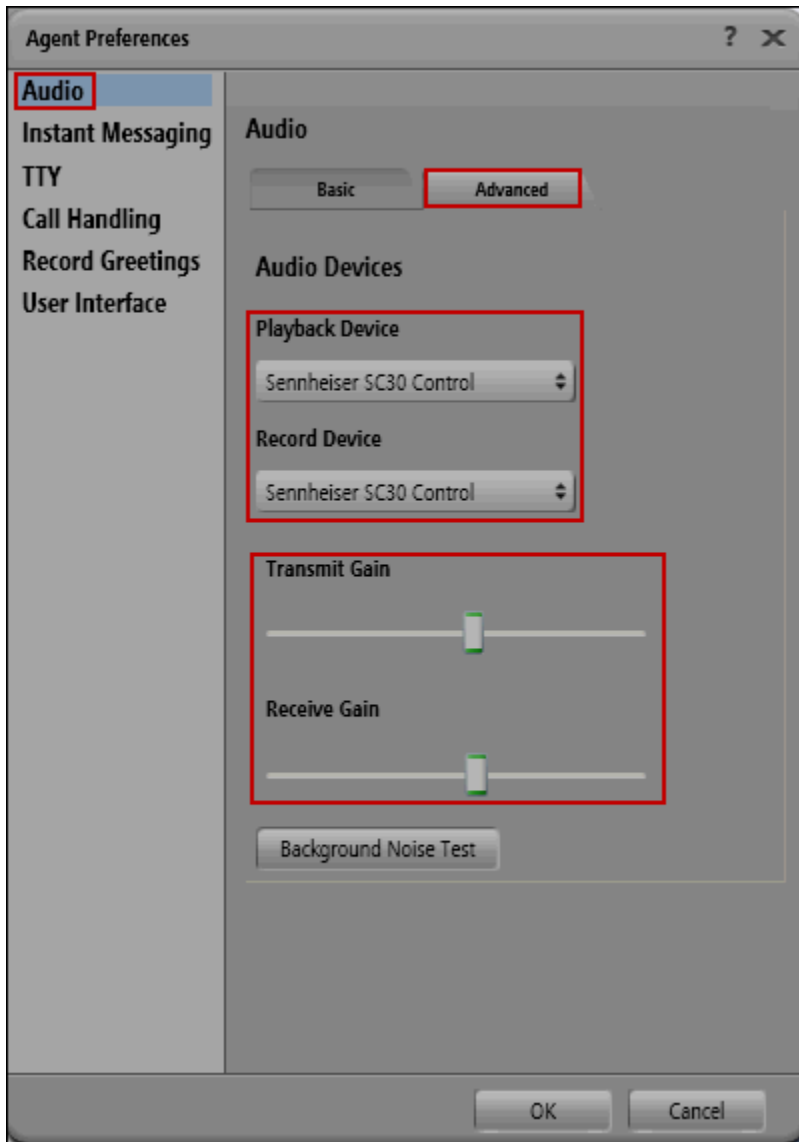 Agent Preferences ?
Audio
Instant Messaging
TTY
Call Handling
Record Greetings
User Interface
Audio
Basic Advanced
Audio Devices
Playback Device
Sennheiser SC30 Control
Record Device
Sennheiser SC30 Control
Transmit Gain
Receive Gain
Background Noise Test
OK Cancel